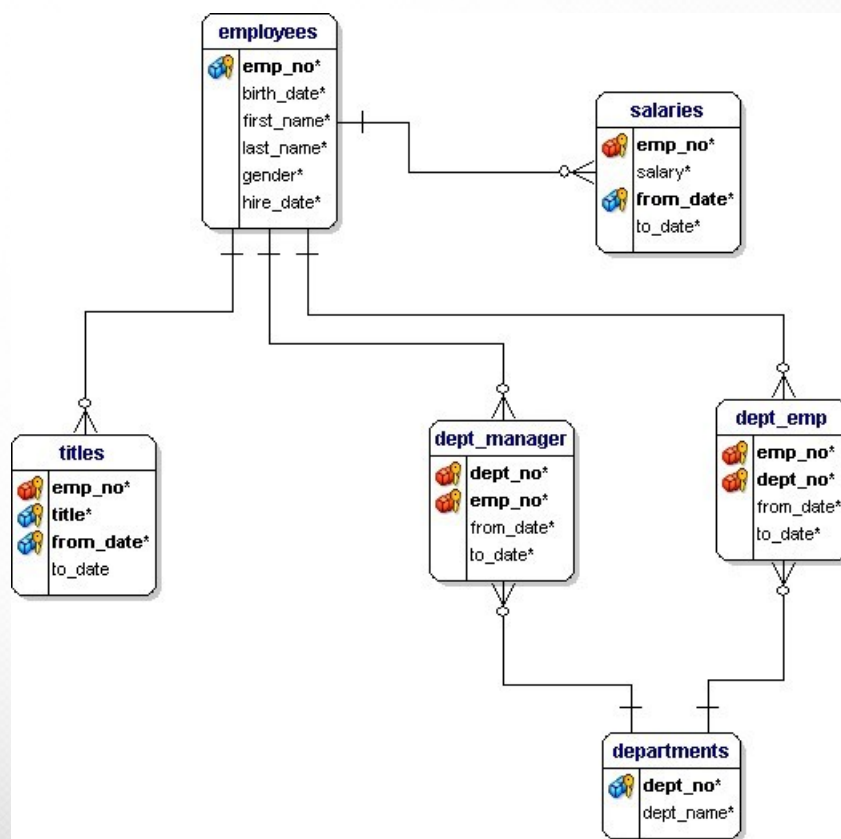 employees
emp_no*
birth_date*
first_name*
last_name*
gender*
hire_date*
salaries
emp_no*
salary*
from_date*
to_date*
titles
emp_no*
title*
from_date*
to_date
dept_manager
dept_no*
emp_no*
from_date*
to_date*
dept_emp
emp_no*
dept_no*
from_date*
to_date*
departments
dept_no*
dept_name*